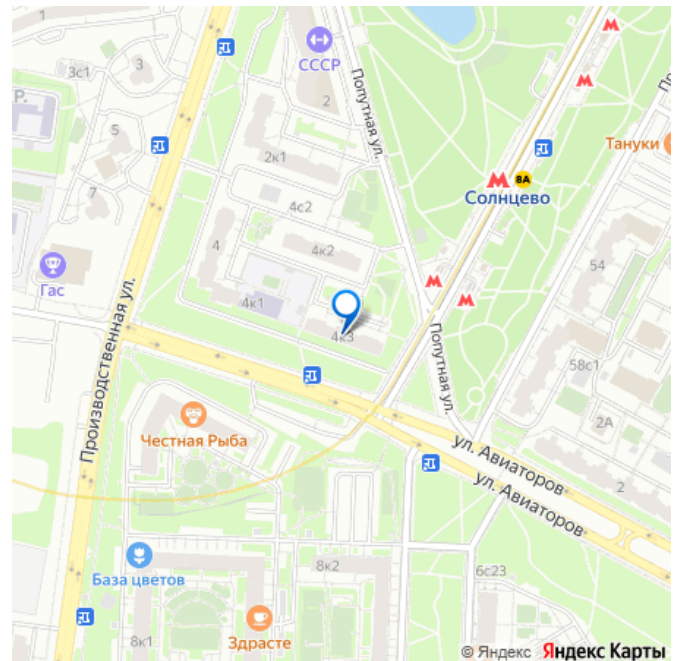 1
3с1
3
СССР
2
Попутная ул.
Р.
5
2к1
7
4с2
4
4к2
Гас
4к1
4к3
Производственная ул.
8А
Солнцево
Тануки
54
58с1
2А
Попутная ул.
Честная Рыба
ул. Авиаторов
ул. Авиаторов
2
База цветов
8к2
6с23
8к1
Здрасте
© Яндекс Яндекс Карты